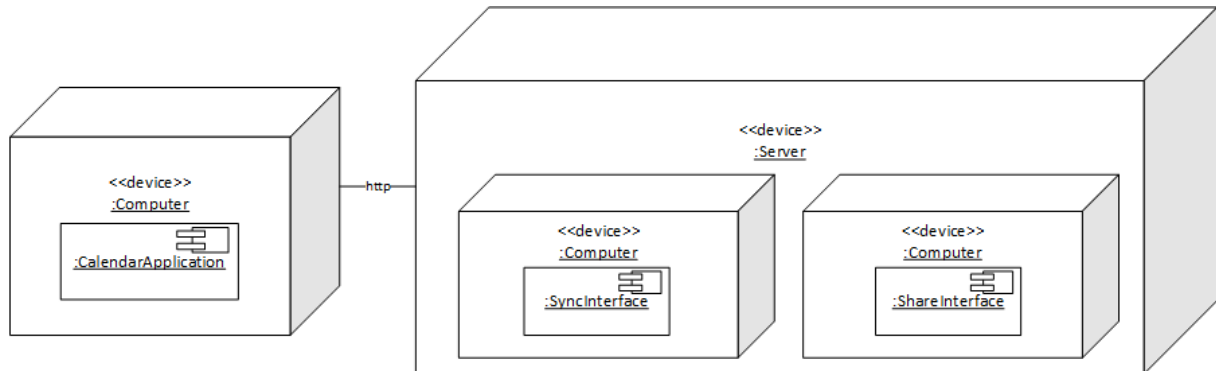 <<device>>
:Computer
:CalendarApplication
http
<<device>>
:Server
<<device>>
:Computer
:SyncInterface
<<device>>
:Computer
:ShareInterface